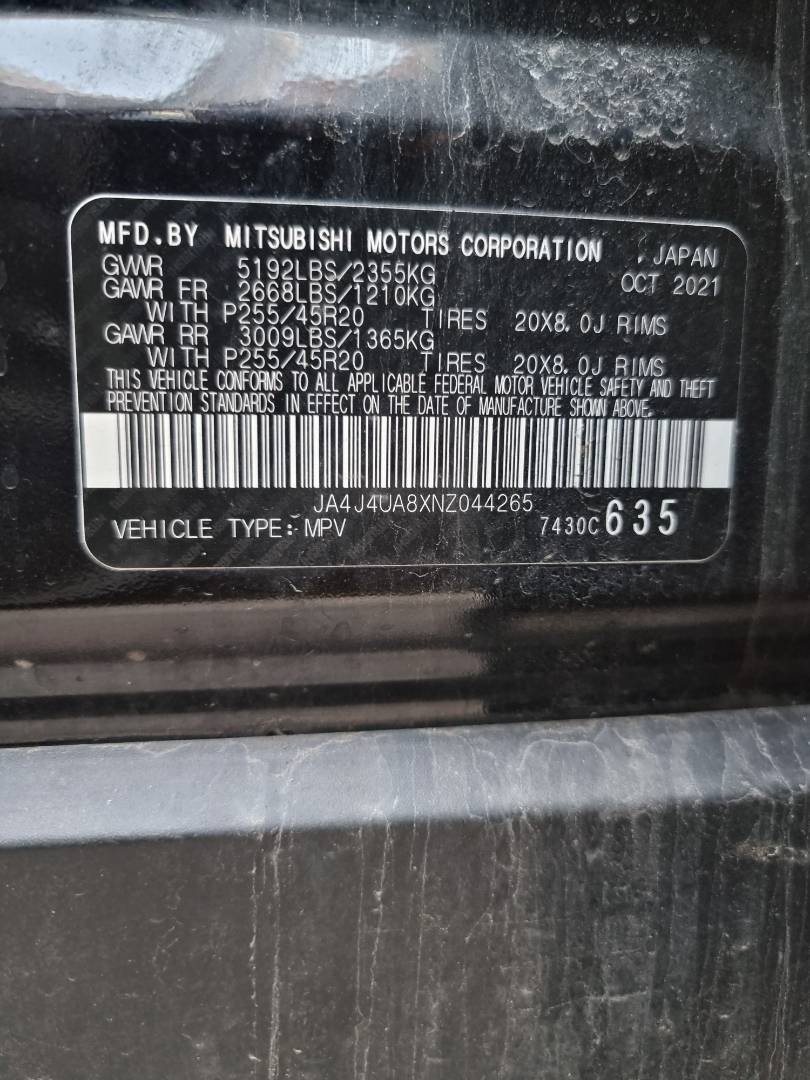 MFD.BY MITSUBISHI MOTORS CORPORATION , JAPAN
GVWR 5192LBS/2355KG OCT 2021
GAWR FR 2668LBS/1210KG
WITH P255/45R20 TIRES 20X8.0J RIMS
GAWR RR 3009LBS/1365KG
WITH P255/45R20 TIRES 20X8.0J RIMS
THIS VEHICLE CONFORMS TO ALL APPLICABLE FEDERAL MOTOR VEHICLE SAFETY AND THEFT
PREVENTION STANDARDS IN EFFECT ON THE DATE OF MANUFACTURE SHOWN ABOVE.
JA4J4UA8XNZ044265
VEHICLE TYPE: MPV 7430C 635